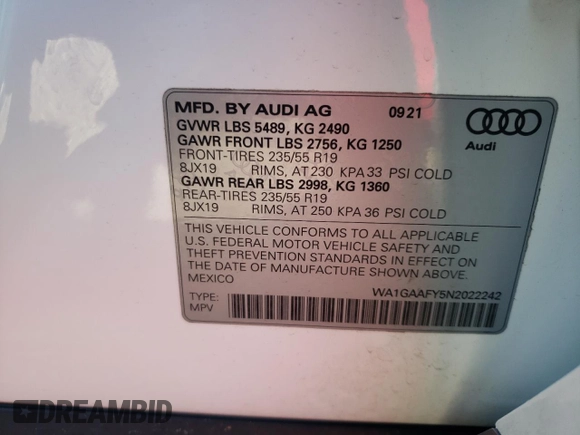 MFD. BY AUDI AG 09 21
GVWR LBS 5489, KG 2490
GAWR FRONT LBS 2756, KG 1250
FRONT-TIRES 235/55 R19
8JX19 RIMS, AT 230 KPA 33 PSI COLD
GAWR REAR LBS 2998, KG 1360
REAR-TIRES 235/55 R19
8JX19 RIMS, AT 250 KPA 36 PSI COLD
Audi
THIS VEHICLE CONFORMS TO ALL APPLICABLE
U.S. FEDERAL MOTOR VEHICLE SAFETY AND
THEFT PREVENTION STANDARDS IN EFFECT ON
THE DATE OF MANUFACTURE SHOWN ABOVE.
MEXICO
WA1GAAFY5N2022242
TYPE:
MPV
DREAMBID